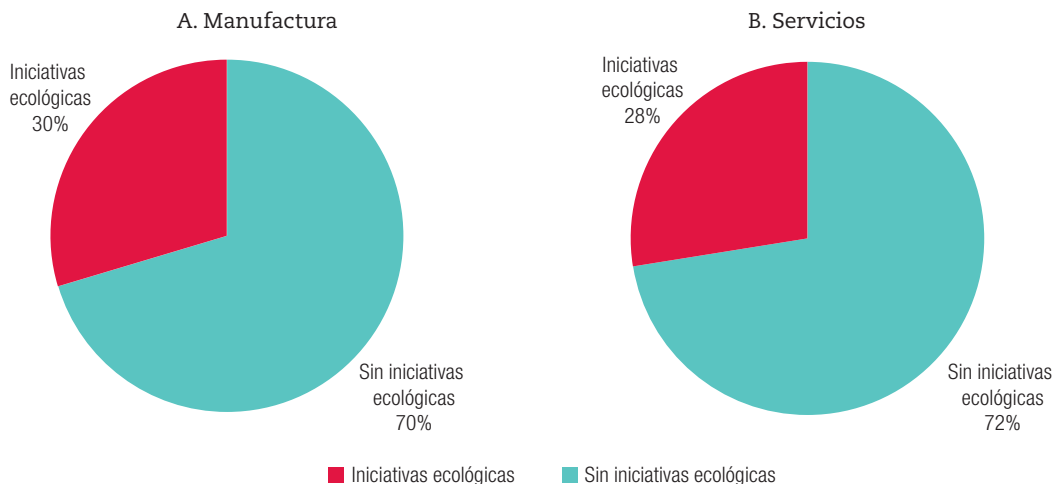 A. Manufactura
Iniciativas
ecológicas
30%
Sin iniciativas
ecológicas
70%
B. Servicios
Iniciativas
ecológicas
28%
Sin iniciativas
ecológicas
72%
Iniciativas ecológicas
Sin iniciativas ecológicas